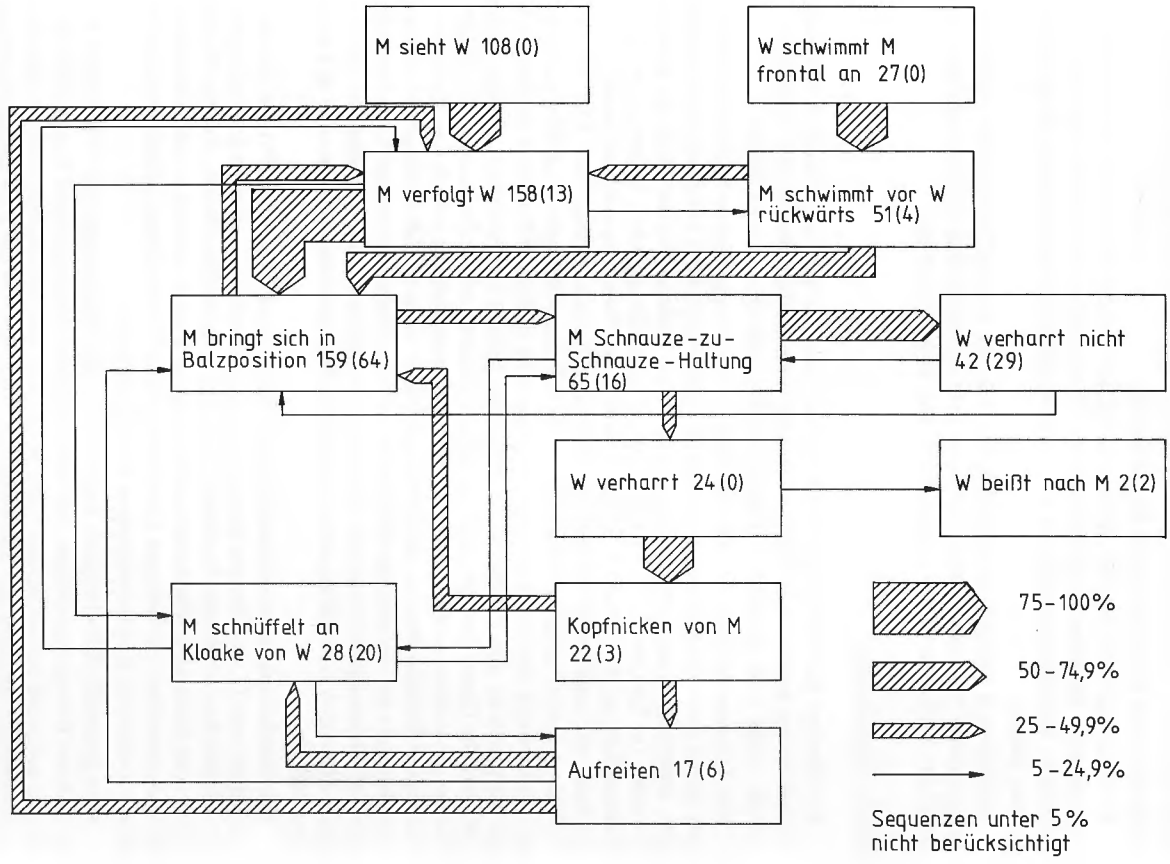 M sieht W 108(0)
W schwimmt M
frontal an 27(0)
M verfolgt W 158(13)
M schwimmt vor W
rückwärts 51(4)
M bringt sich in
Balzposition 159(64)
M Schnauze-zu-
Schnauze-Haltung
65(16)
W verharrt nicht
42(29)
W verharrt 24(0)
W beißt nach M 2(2)
M schnüffelt an
Kloake von W 28(20)
Kopfnicken von M
22(3)
Aufreiten 17(6)
75-100%
50-74,9%
25-49,9%
5-24,9%
Sequenzen unter 5%
nicht berücksichtigt